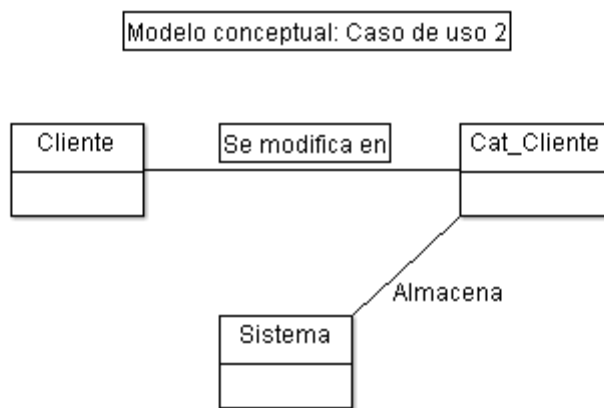 Modelo conceptual: Caso de uso 2
Cliente
Se modifica en
Cat_Cliente
Almacena
Sistema